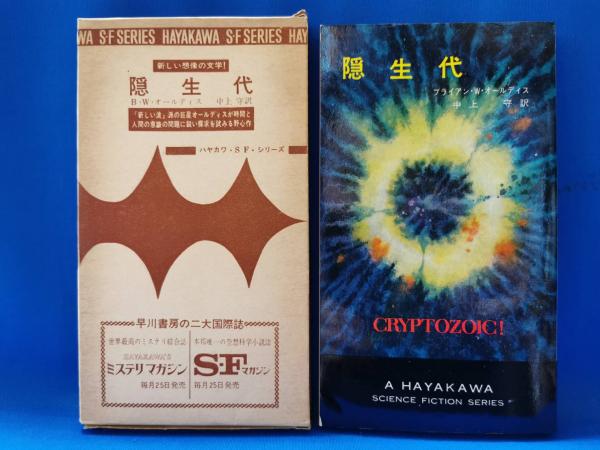 WA S-F SERIES HAYAKAWA S-F SERIES HAY
新しい想像の文学!
隠生代
B・W・オールディス 中上 守訳
「新しい波」派の巨星オールディスが時間と
人間の意識の問題に鋭い探求を試みる野心作
ハヤカワ・SF・シリーズ
早川書房の二大国際誌
世界最高のミステリ綜合誌
HAYAKAWA'S
ミステリマガジン
毎月25日発売
本邦唯一の空想科学小説誌
S-Fマガジン
毎月25日発売
隠生代
ブライアン・W・オールディス
中上 守訳
CRYPTOZOIC!
A HAYAKAWA
SCIENCE FICTION SERIES